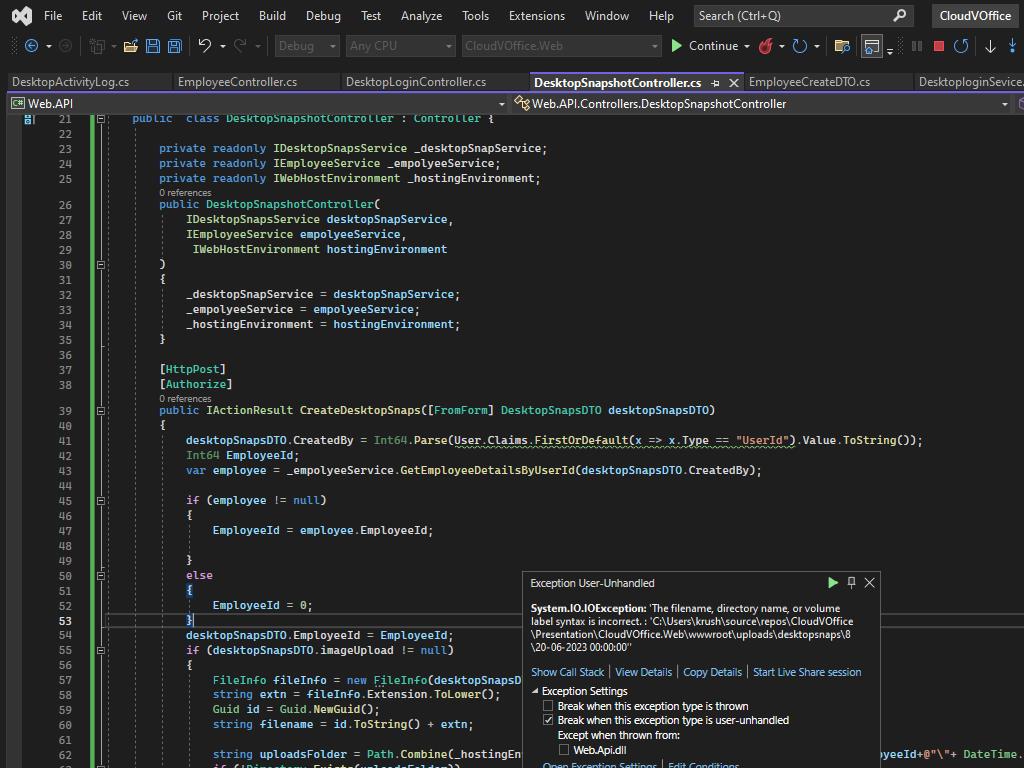 File Edit View Git Project Build Debug Test Analyze Tools Extensions Window Help Search (Ctrl+Q) CloudVOffice
Debug Any CPU CloudVOffice.Web Continue
DesktopActivityLog.cs EmployeeController.cs DesktopLoginController.cs DesktopSnapshotController.cs EmployeeCreateDTO.cs DesktoploginSevice.
C# Web.API Web.API.Controllers.DesktopSnapshotController
21 public class DesktopSnapshotController : Controller {
22
23 private readonly IDesktopSnapsService _desktopSnapService;
24 private readonly IEmployeeService _empolyeeService;
25 private readonly IWebHostEnvironment _hostingEnvironment;
0 references
26 public DesktopSnapshotController(
27 IDesktopSnapsService desktopSnapService,
28 IEmployeeService empolyeeService,
29 IWebHostEnvironment hostingEnvironment
30 )
31 {
32 _desktopSnapService = desktopSnapService;
33 _empolyeeService = empolyeeService;
34 _hostingEnvironment = hostingEnvironment;
35 }
36
37 [HttpPost]
38 [Authorize]
0 references
39 public IActionResult CreateDesktopSnaps([FromForm] DesktopSnapsDTO desktopSnapsDTO)
40 {
41 desktopSnapsDTO.CreatedBy = Int64.Parse(User.Claims.FirstOrDefault(x => x.Type == "UserId").Value.ToString());
42 Int64 EmployeeId;
43 var employee = _empolyeeService.GetEmployeeDetailsByUserId(desktopSnapsDTO.CreatedBy);
44
45 if (employee != null)
46 {
47 EmployeeId = employee.EmployeeId;
48
49 }
50 else
51 {
52 EmployeeId = 0;
53 }
54 desktopSnapsDTO.EmployeeId = EmployeeId;
55 if (desktopSnapsDTO.imageUpload != null)
56 {
57 FileInfo fileInfo = new FileInfo(desktopSnapsD
58 string extn = fileInfo.Extension.ToLower();
59 Guid id = Guid.NewGuid();
60 string filename = id.ToString() + extn;
61
62 string uploadsFolder = Path.Combine(_hostingEn yeeId+@"\"+ DateTime.
Exception User-Unhandled
System.IO.IOException: 'The filename, directory name, or volume
label syntax is incorrect. : 'C:\Users\krush\source\repos\CloudVOffice
\Presentation\CloudVOffice.Web\wwwroot\uploads\desktopsnaps\8
\20-06-2023 00:00:00''
Show Call Stack | View Details | Copy Details | Start Live Share session
Exception Settings
Break when this exception type is thrown
Break when this exception type is user-unhandled
Except when thrown from:
Web.Api.dll
Open Exception Settings | Edit Conditions